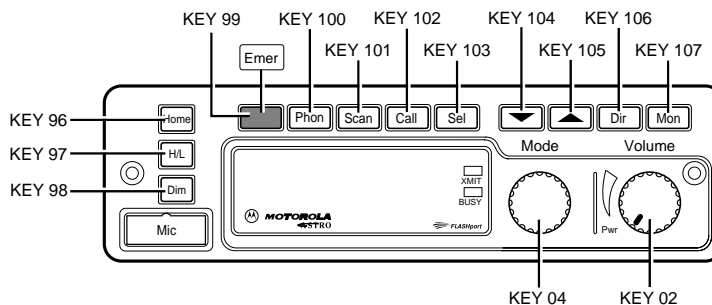 KEY 99
KEY 100
KEY 102
KEY 104
KEY 106
KEY 101
KEY 103
KEY 105
KEY 107
Emer
KEY 96
Home
Phon
Scan
Call
Sel
Dir
Mon
KEY 97
H/L
Mode
Volume
KEY 98
Dim
XMIT
BUSY
Mic
MOTOROLA
ASTRO
FLASHport
Pwr
KEY 04
KEY 02